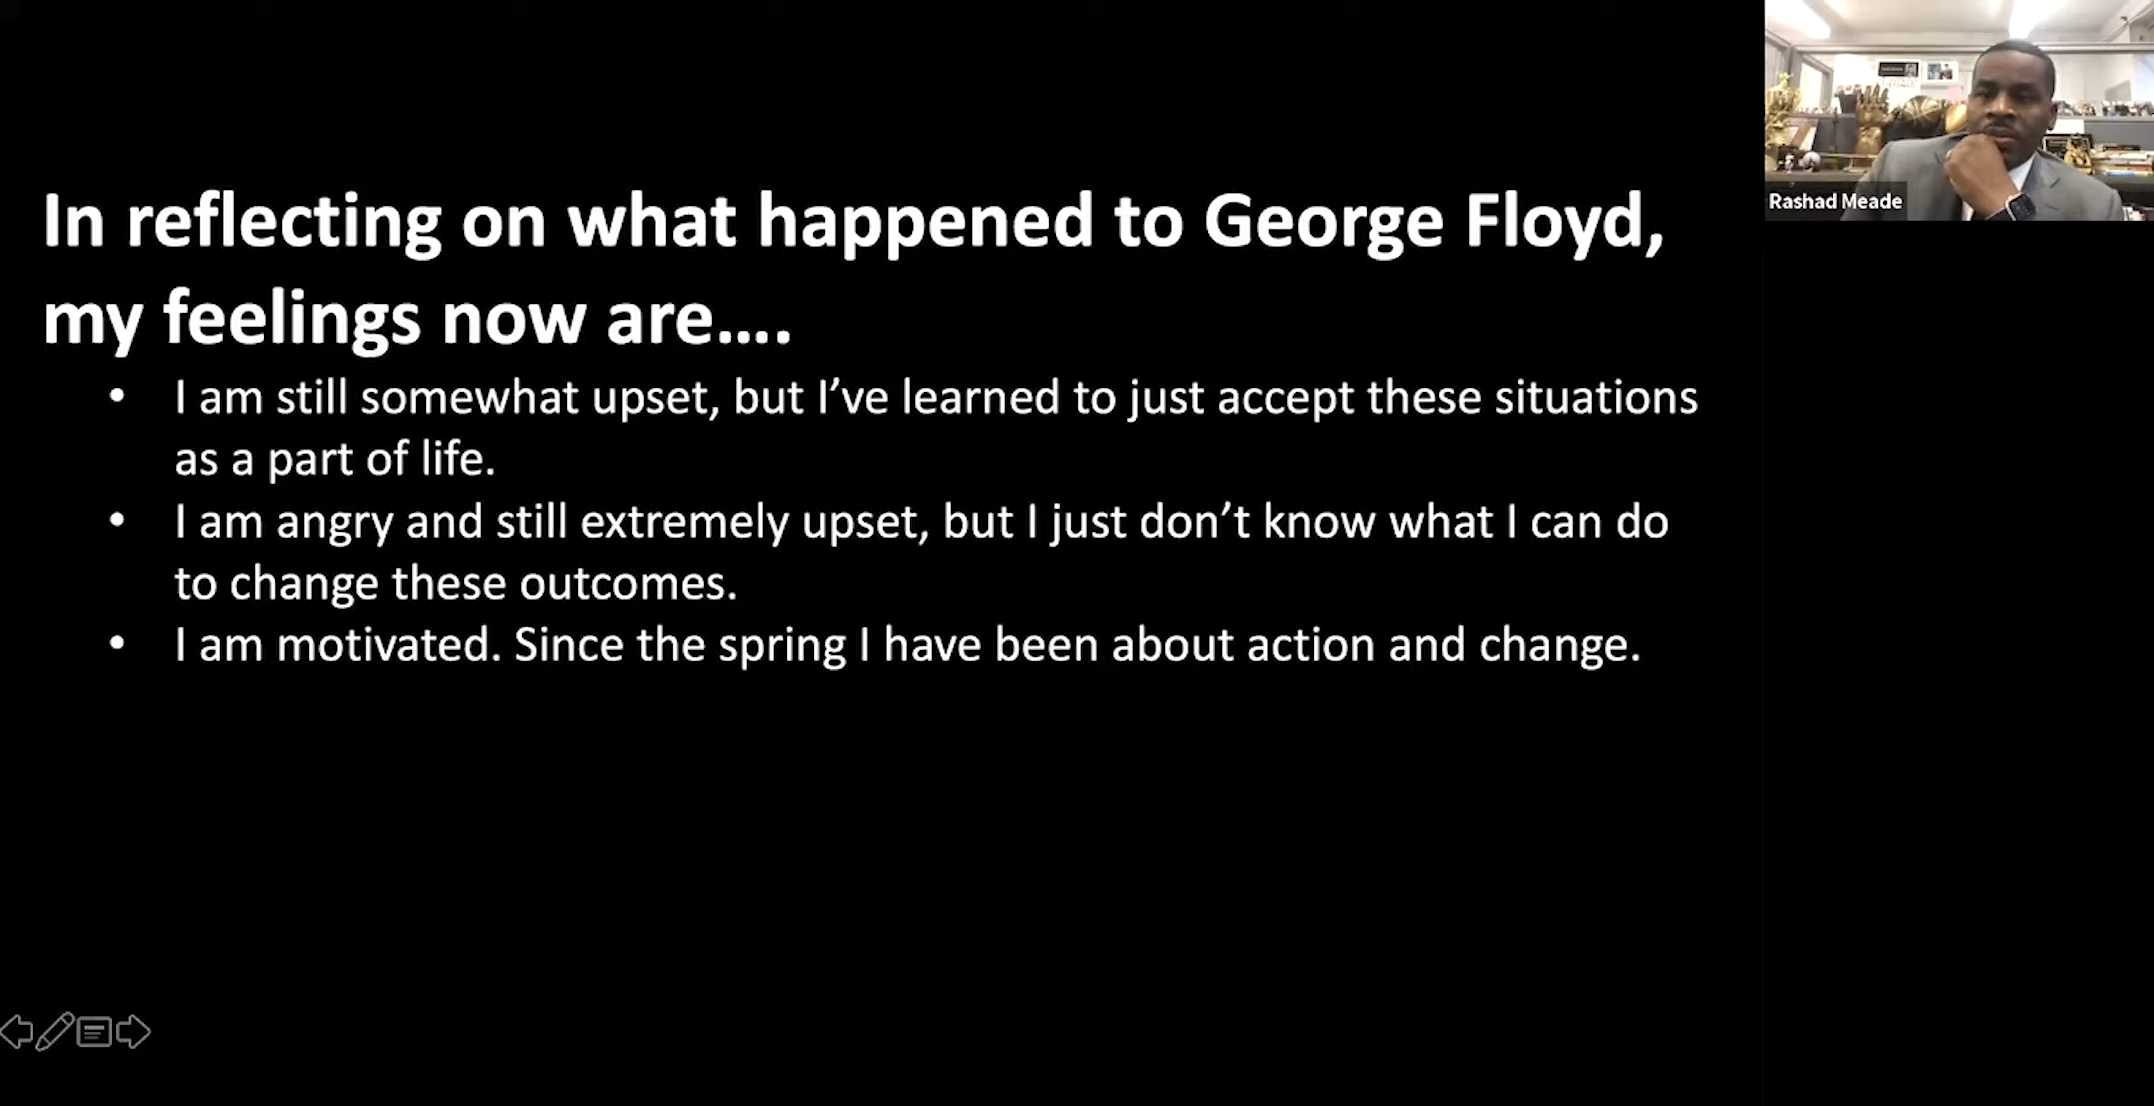 In reflecting on what happened to George Floyd,
my feelings now are....
• I am still somewhat upset, but I’ve learned to just accept these situations
as a part of life.
• I am angry and still extremely upset, but I just don’t know what I can do
to change these outcomes.
• I am motivated. Since the spring I have been about action and change.
Rashad Meade